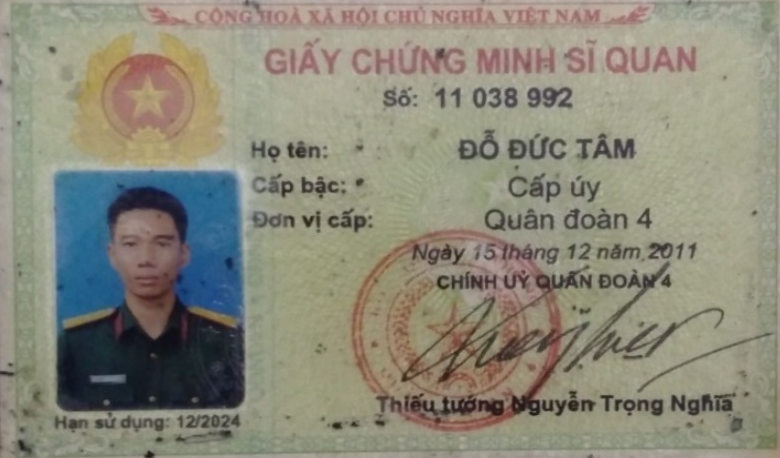 CỘNG HOÀ XÃ HỘI CHỦ NGHĨA VIỆT NAM
GIẤY CHỨNG MINH SĨ QUAN
Số: 11 038 992
Họ tên: ĐỖ ĐỨC TÂM
Cấp bậc: Cấp úy
Đơn vị cấp: Quân đoàn 4
Ngày 15 tháng 12 năm 2011
CHÍNH UỶ QUÂN ĐOÀN 4
Thiếu tướng Nguyễn Trọng Nghĩa
Hạn sử dụng: 12/2024